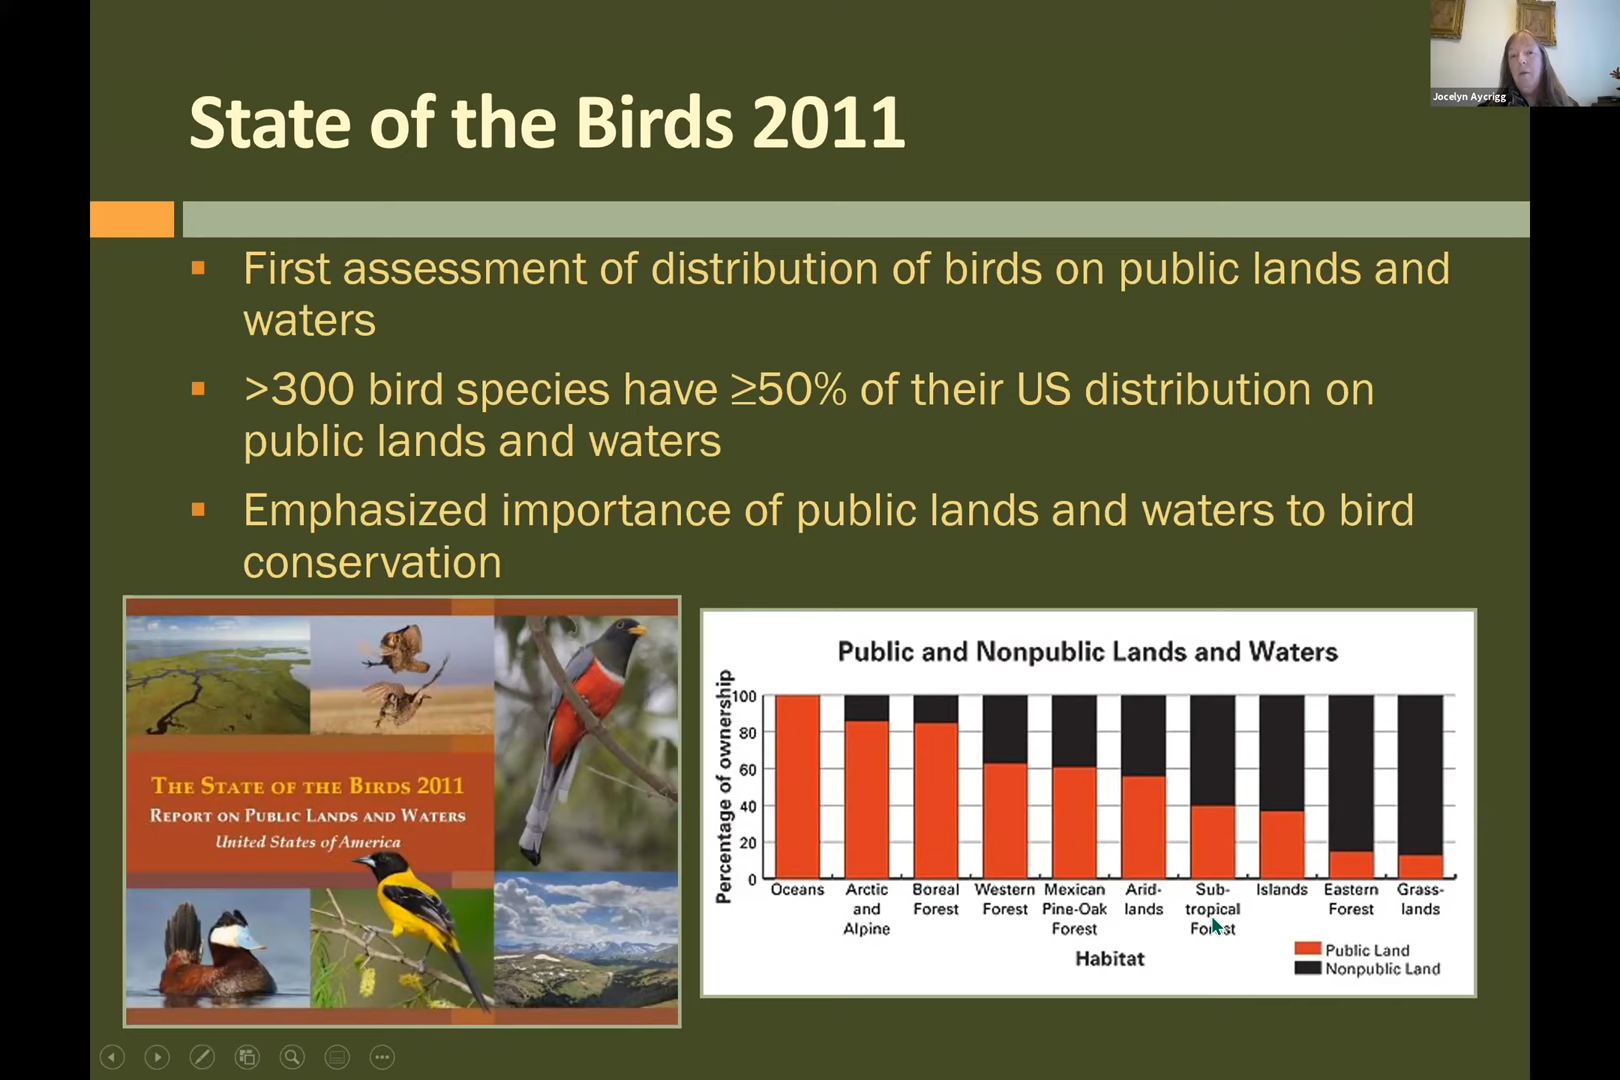 Jocelyn Aycrigg
State of the Birds 2011
First assessment of distribution of birds on public lands and
waters
>300 bird species have ≥50% of their US distribution on
public lands and waters
Emphasized importance of public lands and waters to bird
conservation
THE STATE OF THE BIRDS 2011
REPORT ON PUBLIC LANDS AND WATERS
United States of America
Public and Nonpublic Lands and Waters
Percentage of ownership
100
80
60
40
20
0
Oceans
Arctic
and
Alpine
Boreal
Forest
Western
Forest
Mexican
Pine-Oak
Forest
Arid-
lands
Sub-
tropical
Forest
Islands
Eastern
Forest
Grass-
lands
Habitat
Public Land
Nonpublic Land